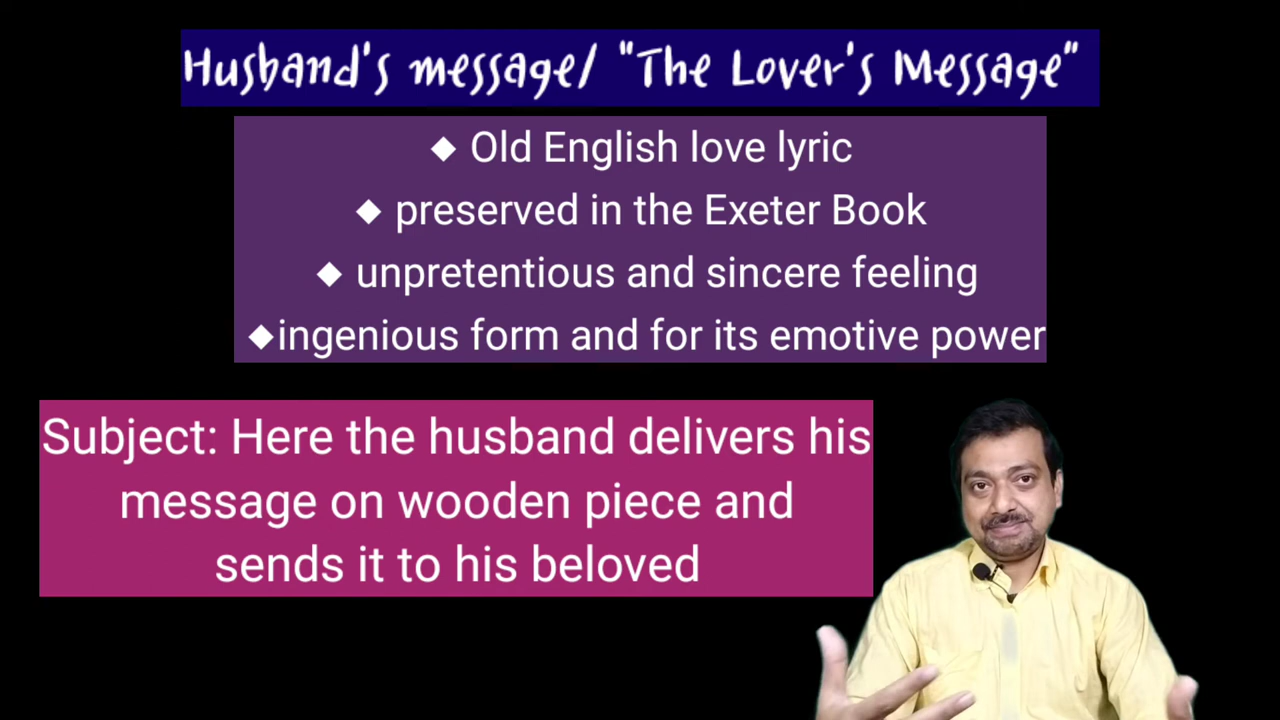 Husband's message/ "The Lover's Message"
◆ Old English love lyric
◆ preserved in the Exeter Book
◆ unpretentious and sincere feeling
◆ingenious form and for its emotive power
Subject: Here the husband delivers his
message on wooden piece and
sends it to his beloved